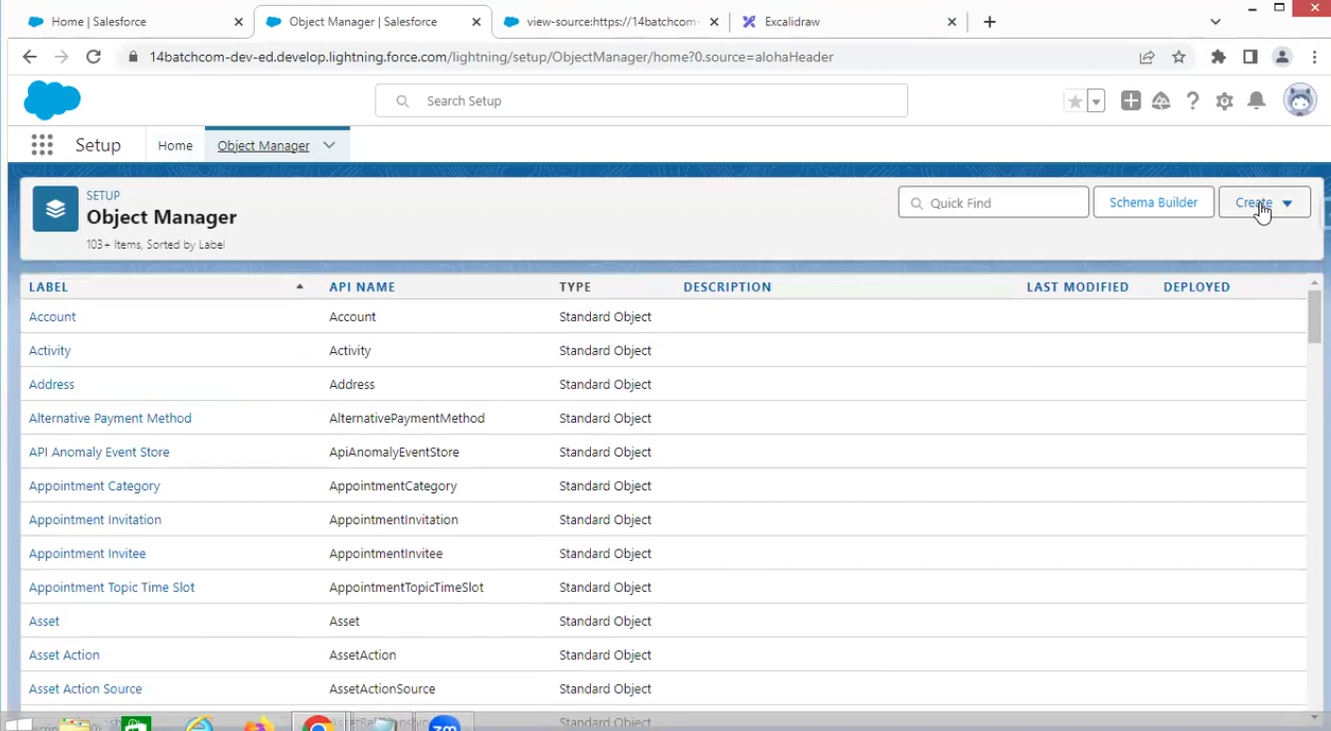 Home | Salesforce
Object Manager | Salesforce
view-source:https://14batchcom-
Excalidraw
14batchcom-dev-ed.develop.lightning.force.com/lightning/setup/ObjectManager/home?0.source=alohaHeader
Search Setup
Setup
Home
Object Manager
SETUP
Object Manager
103+ Items, Sorted by Label
Quick Find
Schema Builder
Create
LABEL API NAME TYPE DESCRIPTION LAST MODIFIED DEPLOYED
Account Account Standard Object
Activity Activity Standard Object
Address Address Standard Object
Alternative Payment Method AlternativePaymentMethod Standard Object
API Anomaly Event Store ApiAnomalyEventStore Standard Object
Appointment Category AppointmentCategory Standard Object
Appointment Invitation AppointmentInvitation Standard Object
Appointment Invitee AppointmentInvitee Standard Object
Appointment Topic Time Slot AppointmentTopicTimeSlot Standard Object
Asset Asset Standard Object
Asset Action AssetAction Standard Object
Asset Action Source AssetActionSource Standard Object
Standard Object
zm